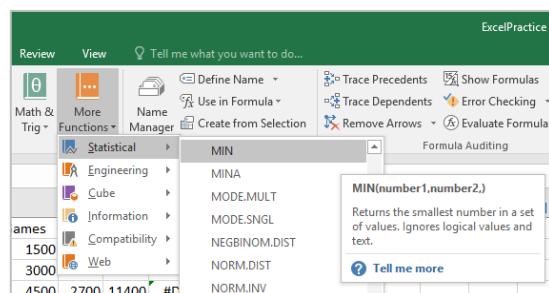 ExcelPractice
Review View Tell me what you want to do...
Math & Trig
More Functions
Name Manager
Define Name
Use in Formula
Create from Selection
Trace Precedents
Trace Dependents
Remove Arrows
Show Formulas
Error Checking
Evaluate Formula
Formula Auditing
Statistical
Engineering
Cube
Information
Compatibility
Web
MIN
MINA
MODE.MULT
MODE.SNGL
NEGBINOM.DIST
NORM.DIST
NORM.INV
MIN(number1,number2,)
Returns the smallest number in a set
of values. Ignores logical values and
text.
Tell me more
ames
1500
3000
4500 2700 11400 #D